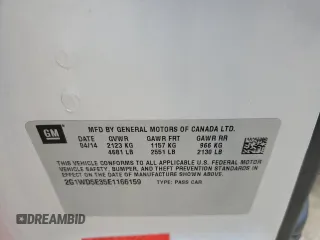 GM
MFD BY GENERAL MOTORS OF CANADA LTD.
DATE GVWR GAWR FRT GAWR RR
04/14 2123 KG 1157 KG 966 KG
4681 LB 2551 LB 2130 LB
THIS VEHICLE CONFORMS TO ALL APPLICABLE U.S. FEDERAL MOTOR
VEHICLE SAFETY, BUMPER, AND THEFT PREVENTION STANDARDS
IN EFFECT ON THE DATE OF MANUFACTURE SHOWN ABOVE.
2G1WD5E35E1166159 TYPE: PASS CAR
DREAMBID